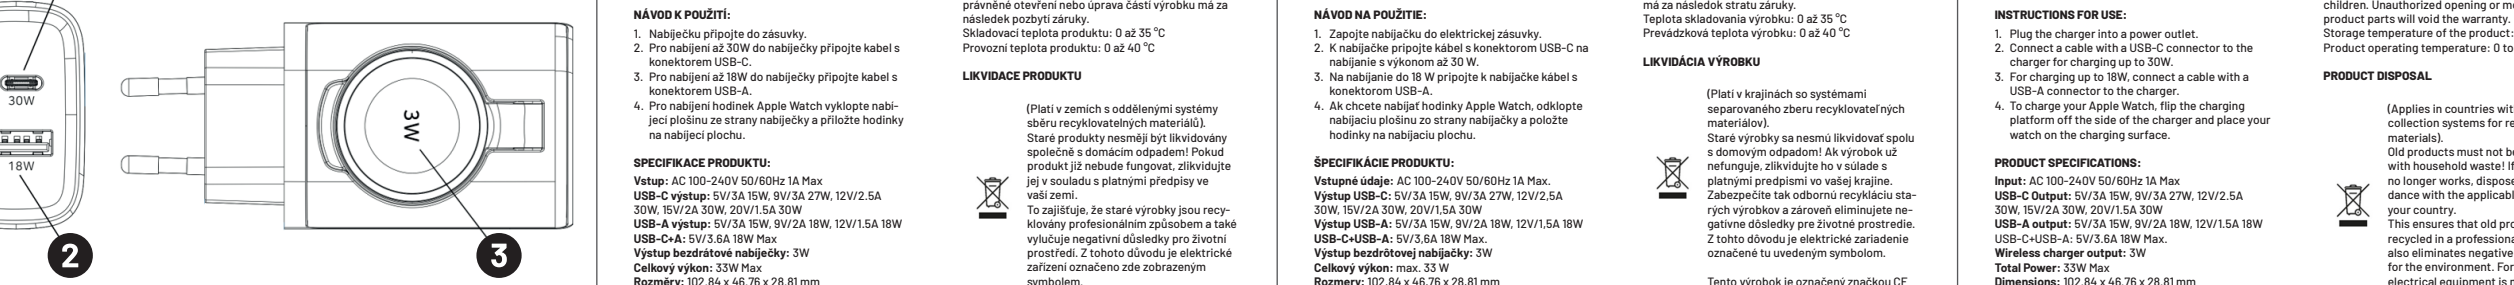 30W
18W
2
3W
3
NÁVOD K POUŽITÍ:
1. Nabíječku připojte do zásuvky.
2. Pro nabíjení až 30W do nabíječky připojte kabel s
konektorem USB-C.
3. Pro nabíjení až 18W do nabíječky připojte kabel s
konektorem USB-A.
4. Pro nabíjení hodinek Apple Watch vyklopte nabí-
jecí plošinu ze strany nabíječky a přiložte hodinky
na nabíjecí plochu.
SPECIFIKACE PRODUKTU:
Vstup: AC 100-240V 50/60Hz 1A Max
USB-C výstup: 5V/3A 15W, 9V/3A 27W, 12V/2.5A
30W, 15V/2A 30W, 20V/1.5A 30W
USB-A výstup: 5V/3A 15W, 9V/2A 18W, 12V/1.5A 18W
USB-C+A: 5V/3.6A 18W Max
Výstup bezdrátové nabíječky: 3W
Celkový výkon: 33W Max
Rozměry: 102.84 x 46.76 x 28.81 mm
právněné otevření nebo úprava částí výrobku má za
následek pozbytí záruky.
Skladovací teplota produktu: 0 až 35 °C
Provozní teplota produktu: 0 až 40 °C
LIKVIDACE PRODUKTU
(Platí v zemích s oddělenými systémy
sběru recyklovatelných materiálů).
Staré produkty nesmějí být likvidovány
společně s domácím odpadem! Pokud
produkt již nebude fungovat, zlikvidujte
jej v souladu s platnými předpisy ve
vaší zemi.
To zajišťuje, že staré výrobky jsou recy-
klovány profesionálním způsobem a také
vylučuje negativní důsledky pro životní
prostředí. Z tohoto důvodu je elektrické
zařízení označeno zde zobrazeným
symbolem.
NÁVOD NA POUŽITIE:
1. Zapojte nabíjačku do elektrickej zásuvky.
2. K nabíjačke pripojte kábel s konektorom USB-C na
nabíjanie s výkonom až 30 W.
3. Na nabíjanie do 18 W pripojte k nabíjačke kábel s
konektorom USB-A.
4. Ak chcete nabíjať hodinky Apple Watch, odklopte
nabíjaciu plošinu zo strany nabíjačky a položte
hodinky na nabíjaciu plochu.
ŠPECIFIKÁCIE PRODUKTU:
Vstupné údaje: AC 100-240V 50/60Hz 1A Max.
Výstup USB-C: 5V/3A 15W, 9V/3A 27W, 12V/2,5A
30W, 15V/2A 30W, 20V/1,5A 30W
Výstup USB-A: 5V/3A 15W, 9V/2A 18W, 12V/1,5A 18W
USB-C+USB-A: 5V/3,6A 18W Max.
Výstup bezdrôtovej nabíjačky: 3W
Celkový výkon: max. 33 W
Rozmery: 102,84 x 46,76 x 28,81 mm
má za následok stratu záruky.
Teplota skladovania výrobku: 0 až 35 °C
Prevádzková teplota výrobku: 0 až 40 °C
LIKVIDÁCIA VÝROBKU
(Platí v krajinách so systémami
separovaného zberu recyklovateľných
materiálov).
Staré výrobky sa nesmú likvidovať spolu
s domovým odpadom! Ak výrobok už
nefunguje, zlikvidujte ho v súlade s
platnými predpismi vo vašej krajine.
Zabezpečíte tak odbornú recykláciu sta-
rých výrobkov a zároveň eliminujete ne-
gatívne dôsledky pre životné prostredie.
Z tohto dôvodu je elektrické zariadenie
označené tu uvedeným symbolom.
Tento výrobok je označený značkou CE
INSTRUCTIONS FOR USE:
1. Plug the charger into a power outlet.
2. Connect a cable with a USB-C connector to the
charger for charging up to 30W.
3. For charging up to 18W, connect a cable with a
USB-A connector to the charger.
4. To charge your Apple Watch, flip the charging
platform off the side of the charger and place your
watch on the charging surface.
PRODUCT SPECIFICATIONS:
Input: AC 100-240V 50/60Hz 1A Max
USB-C Output: 5V/3A 15W, 9V/3A 27W, 12V/2.5A
30W, 15V/2A 30W, 20V/1.5A 30W
USB-A output: 5V/3A 15W, 9V/2A 18W, 12V/1.5A 18W
USB-C+USB-A: 5V/3.6A 18W Max.
Wireless charger output: 3W
Total Power: 33W Max
Dimensions: 102.84 x 46.76 x 28.81 mm
children. Unauthorized opening or
product parts will void the warranty.
Storage temperature of the product:
Product operating temperature: 0 to
PRODUCT DISPOSAL
(Applies in countries
collection systems for
materials).
Old products must not
with household waste! If
no longer works,
dance with the
your country.
This ensures that old
recycled in a
also eliminates negative
for the environment. For
electrical equipment is